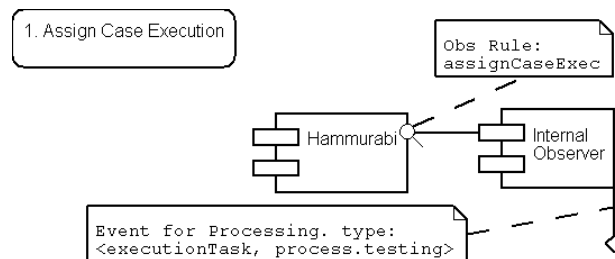 1. Assign Case Execution
Obs Rule:
assignCaseExec
Hammurabi
Internal
Observer
Event for Processing. type:
<executionTask, process.testing>